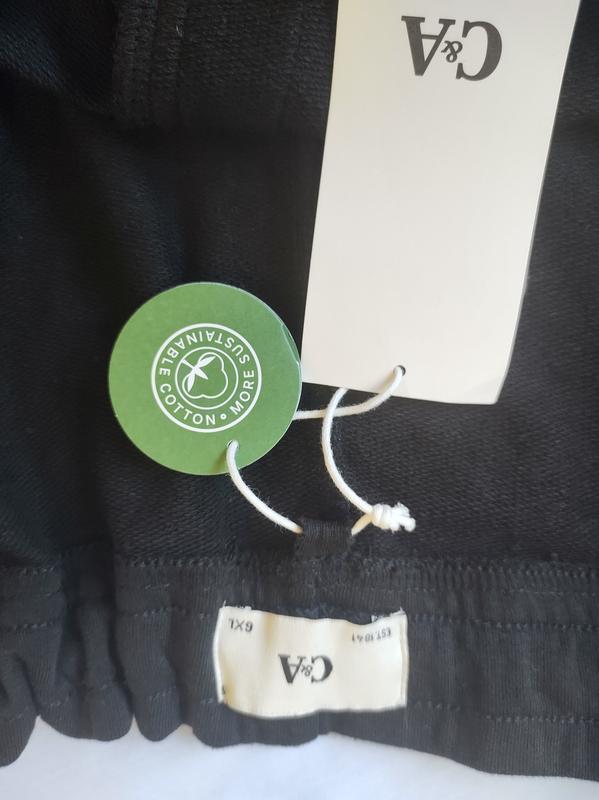 C&A
MORE SUSTAINABLE COTTON •
C&A
EST.1841 6XL